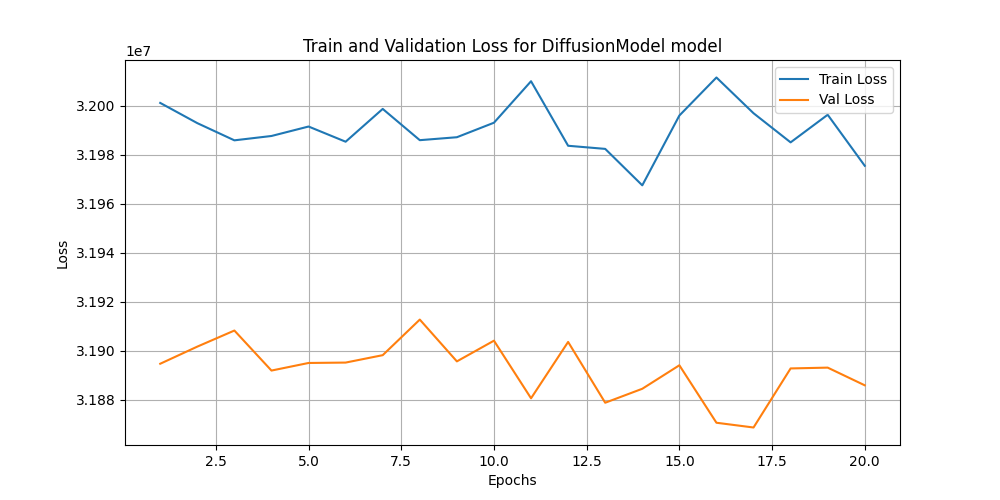 Train and Validation Loss for DiffusionModel model
1e7
Train Loss
Val Loss
3.200
3.198
3.196
3.194
3.192
3.190
3.188
Loss
2.5 5.0 7.5 10.0 12.5 15.0 17.5 20.0
Epochs